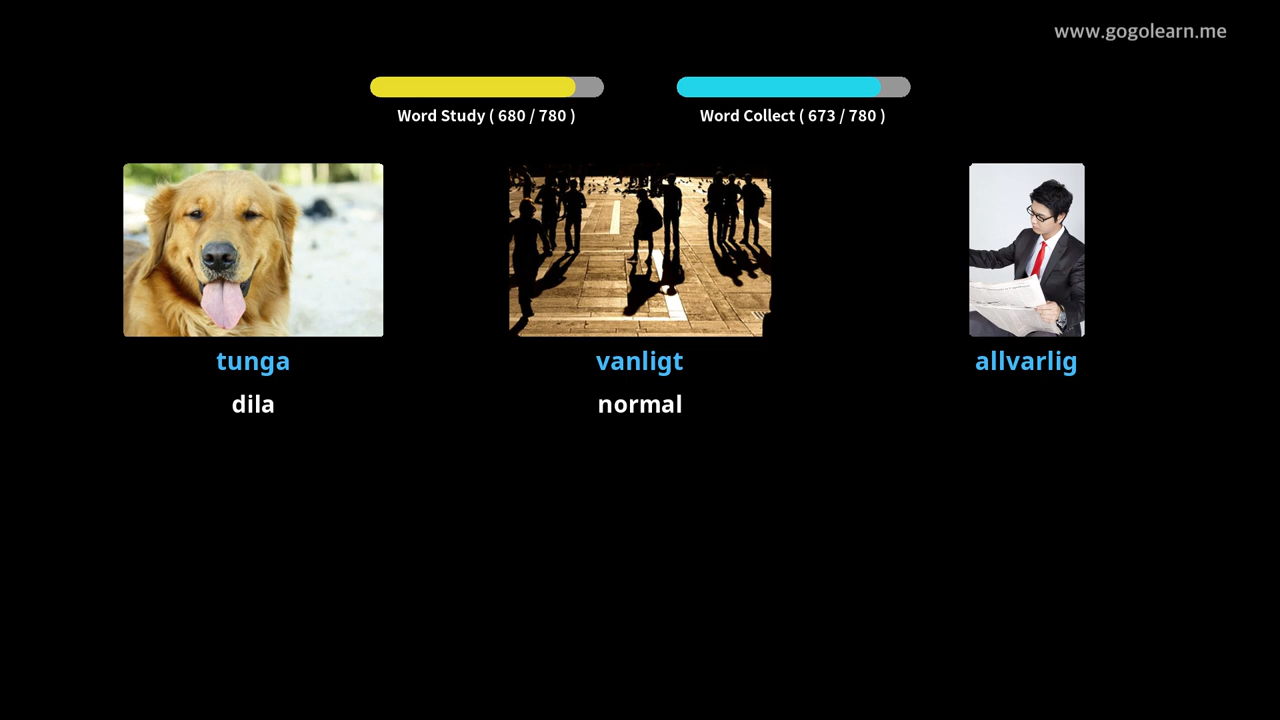 www.gogolearn.me
Word Study ( 680 / 780 )
Word Collect ( 673 / 780 )
tunga
vanligt
allvarlig
dila
normal